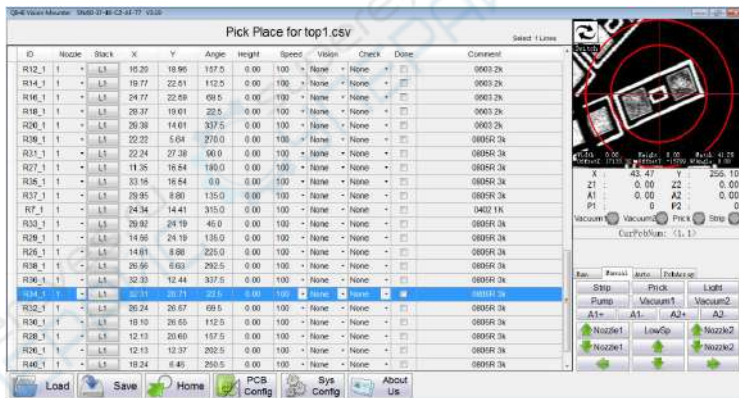 Pick Place for top1.csv
Select 1 Lines
ID Nozzle Stack X Y Angle Height Speed Vision Check Done Comment
R12_1 1 L1 16.20 18.96 157.5 0.00 100 None None 0603 2k
R14_1 1 L1 19.77 22.51 112.5 0.00 100 None None 0603 2k
R16_1 1 L1 24.77 22.59 68.5 0.00 100 None None 0603 2k
R18_1 1 L1 28.37 19.01 22.5 0.00 100 None None 0603 2k
R20_1 1 L1 28.38 14.01 337.5 0.00 100 None None 0603 2k
R39_1 1 L1 22.22 5.64 270.0 0.00 100 None None 0805R 3k
R31_1 1 L1 22.24 27.38 90.0 0.00 100 None None 0805R 3k
R27_1 1 L1 11.35 16.54 180.0 0.00 100 None None 0805R 3k
R35_1 1 L1 33.16 16.54 0.0 0.00 100 None None 0805R 3k
R37_1 1 L1 29.95 8.80 135.0 0.00 100 None None 0805R 3k
R7_1 1 L1 24.34 14.41 315.0 0.00 100 None None 0402 1K
R33_1 1 L1 29.92 24.19 45.0 0.00 100 None None 0805R 3k
R29_1 1 L1 14.56 24.19 135.0 0.00 100 None None 0805R 3k
R25_1 1 L1 14.61 8.88 225.0 0.00 100 None None 0805R 3k
R38_1 1 L1 26.56 6.63 292.5 0.00 100 None None 0805R 3k
R36_1 1 L1 32.33 12.44 337.5 0.00 100 None None 0805R 3k
R34_1 1 L1 32.31 20.71 22.5 0.00 100 None None 0805R 3k
R32_1 1 L1 26.24 26.67 69.5 0.00 100 None None 0805R 3k
R30_1 1 L1 18.10 26.55 112.5 0.00 100 None None 0805R 3k
R28_1 1 L1 12.13 20.60 157.5 0.00 100 None None 0805R 3k
R26_1 1 L1 12.13 12.37 202.5 0.00 100 None None 0805R 3k
R40_1 1 L1 18.24 6.45 250.5 0.00 100 None None 0805R 3k
Load Save Home PCB Config Sys Config About Us
Switch
X : 43.47 Y : 256.10
Z1 : 0.00 Z2 : 0.00
A1 : 0.00 A2 : 0.00
P1 : 0 P2 : 0
Vacuum1 Vacuum2 Prick Strip
CurPcbNum: <1, 1>
Manual Auto
Strip Prick Light
Pump Vacuum1 Vacuum2
A1+ A1- A2+ A2-
Nozzle1 LowSp Nozzle2
Nozzle1 Nozzle2